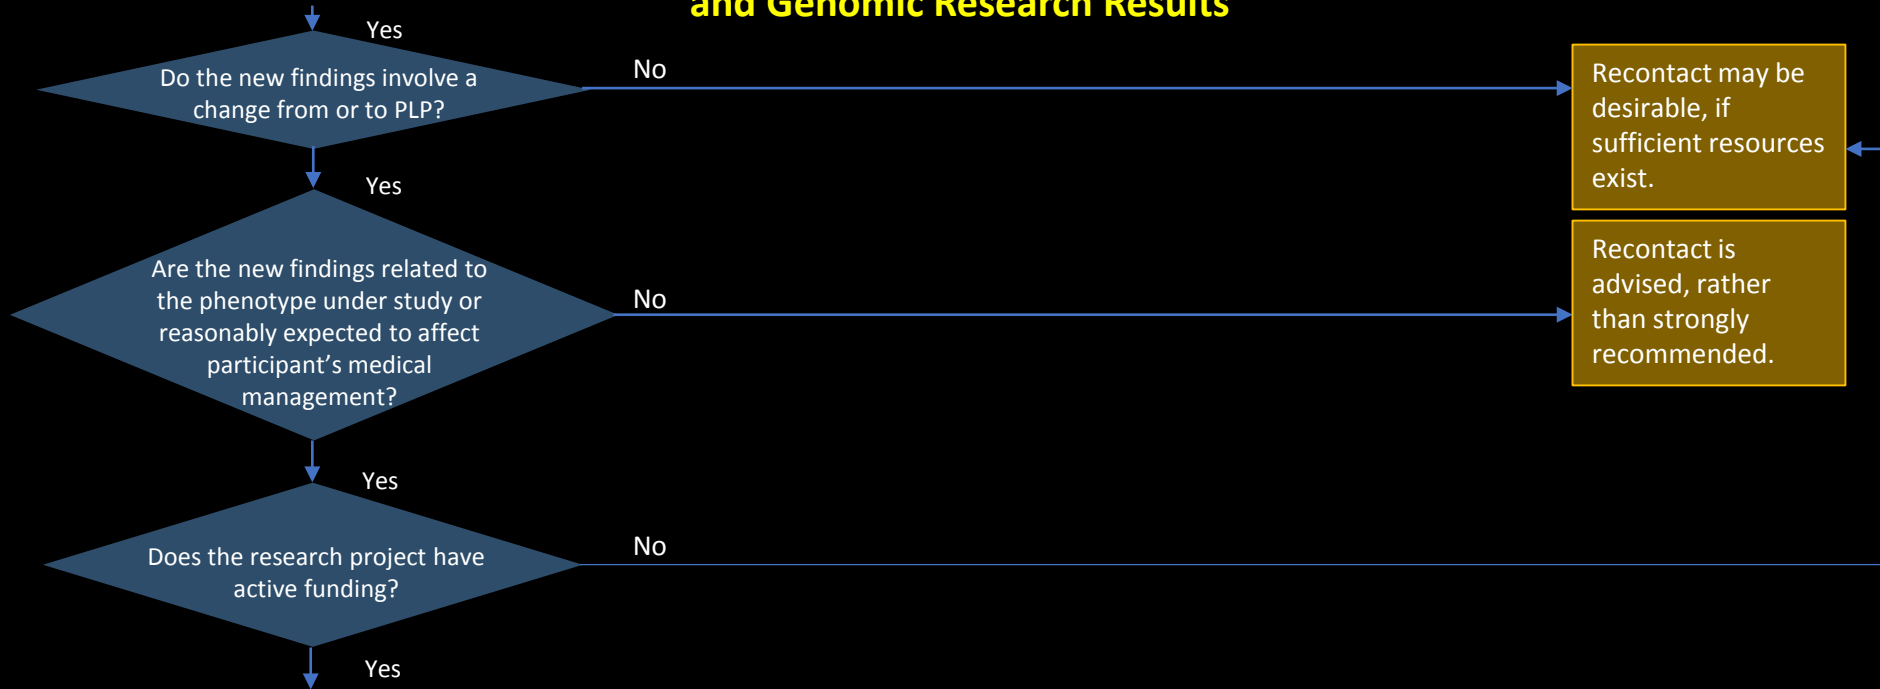 and Genomic Research Results
Yes
Do the new findings involve a
change from or to PLP?
No
Recontact may be
desirable, if
sufficient resources
exist.
Yes
Are the new findings related to
the phenotype under study or
reasonably expected to affect
participant’s medical
management?
No
Recontact is
advised, rather
than strongly
recommended.
Yes
Does the research project have
active funding?
No
Yes